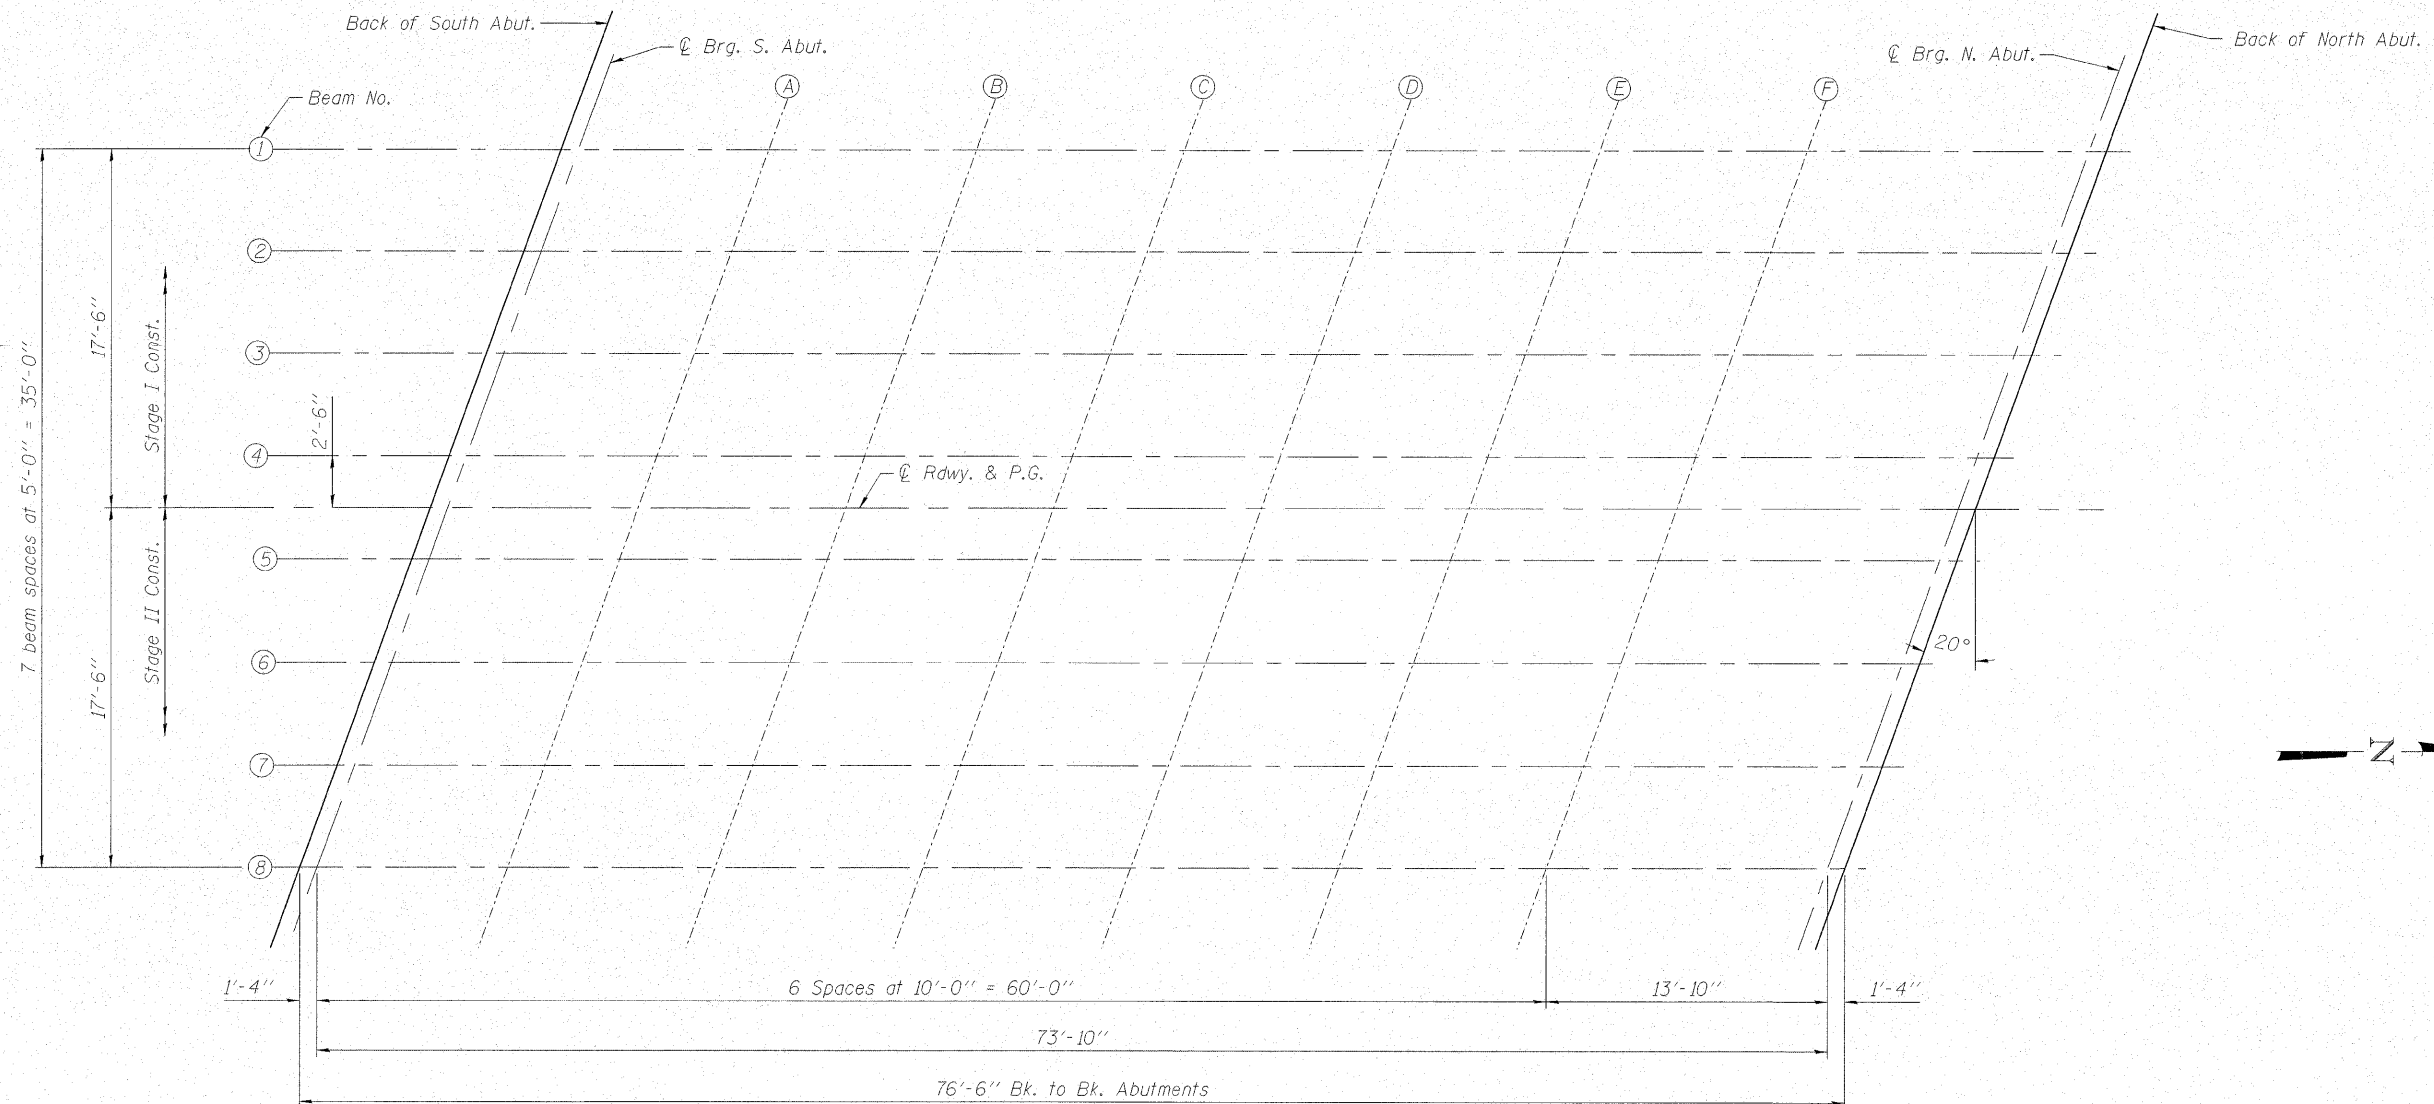 Back of South Abut.
℄ Brg. S. Abut.
℄ Brg. N. Abut.
Back of North Abut.
Beam No.
A
B
C
D
E
F
1
2
3
4
5
6
7
8
7 beam spaces at 5'-0" = 35'-0"
17'-6"
17'-6"
Stage I Const.
Stage II Const.
2'-6"
℄ Rdwy. & P.G.
20°
N
1'-4"
6 Spaces at 10'-0" = 60'-0"
13'-10"
1'-4"
73'-10"
76'-6" Bk. to Bk. Abutments